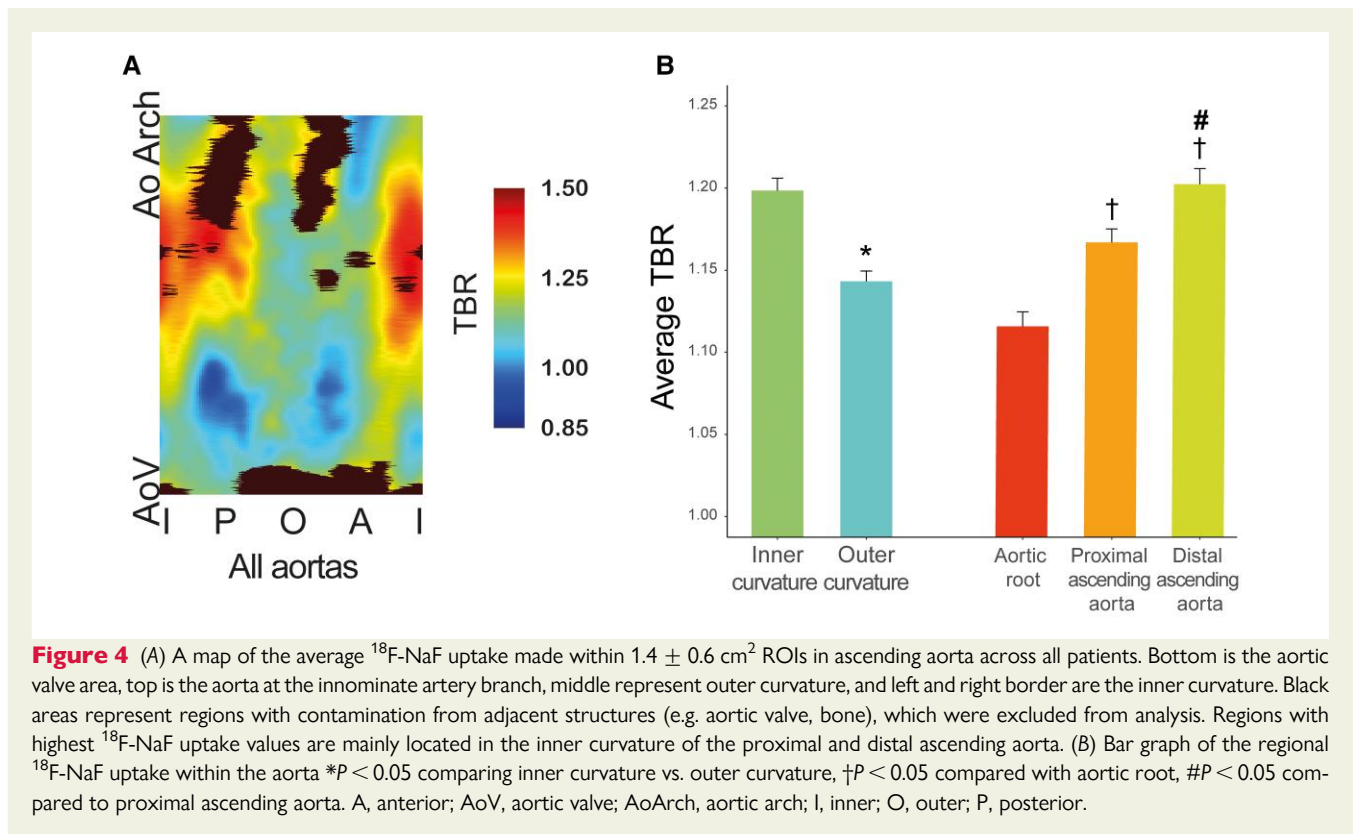 A
Ao Arch
AoV
I P O A I
All aortas
TBR
1.50
1.25
1.00
0.85
B
Average TBR
1.25
1.20
1.15
1.10
1.05
1.00
*
†
#
†
Inner
curvature
Outer
curvature
Aortic
root
Proximal
ascending
aorta
Distal
ascending
aorta
Figure 4 (A) A map of the average ¹⁸F-NaF uptake made within 1.4 ± 0.6 cm² ROIs in ascending aorta across all patients. Bottom is the aortic
valve area, top is the aorta at the innominate artery branch, middle represent outer curvature, and left and right border are the inner curvature. Black
areas represent regions with contamination from adjacent structures (e.g. aortic valve, bone), which were excluded from analysis. Regions with
highest ¹⁸F-NaF uptake values are mainly located in the inner curvature of the proximal and distal ascending aorta. (B) Bar graph of the regional
¹⁸F-NaF uptake within the aorta *P < 0.05 comparing inner curvature vs. outer curvature, †P < 0.05 compared with aortic root, #P < 0.05 com-
pared to proximal ascending aorta. A, anterior; AoV, aortic valve; AoArch, aortic arch; I, inner; O, outer; P, posterior.